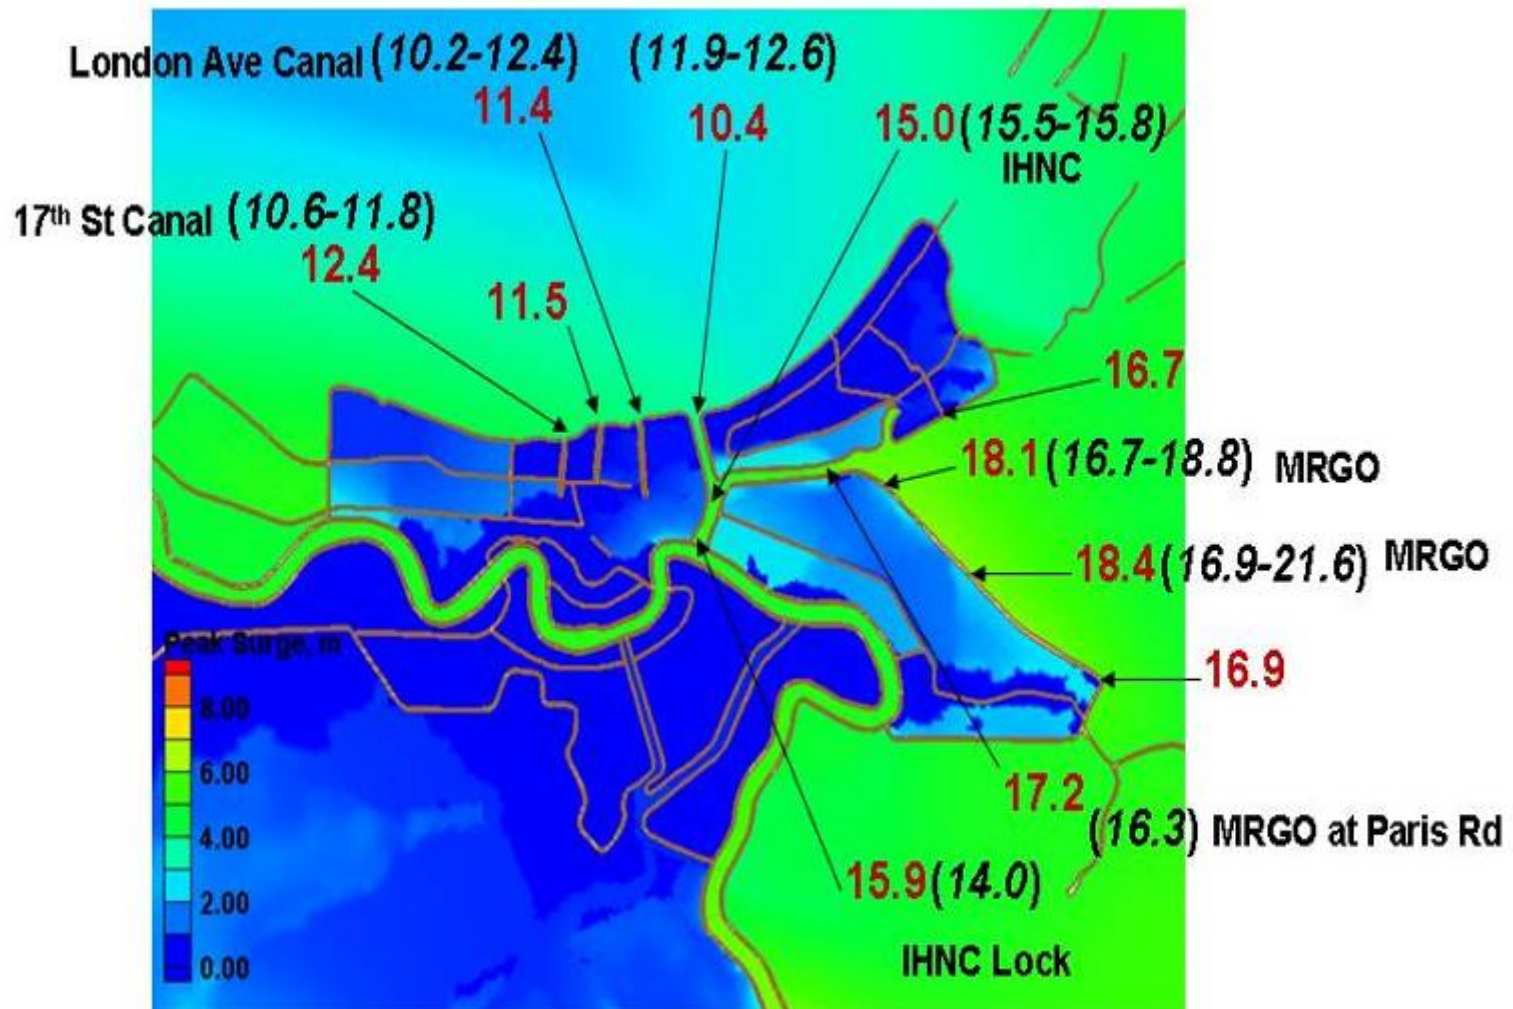 London Ave Canal (10.2-12.4) (11.9-12.6)
11.4
10.4
15.0(15.5-15.8)
IHNC
17th St Canal (10.6-11.8)
12.4
11.5
16.7
18.1(16.7-18.8) MRGO
18.4(16.9-21.6) MRGO
Peak Surge, m
16.9
8.00
6.00
17.2
4.00
(16.3) MRGO at Paris Rd
15.9(14.0)
2.00
IHNC Lock
0.00